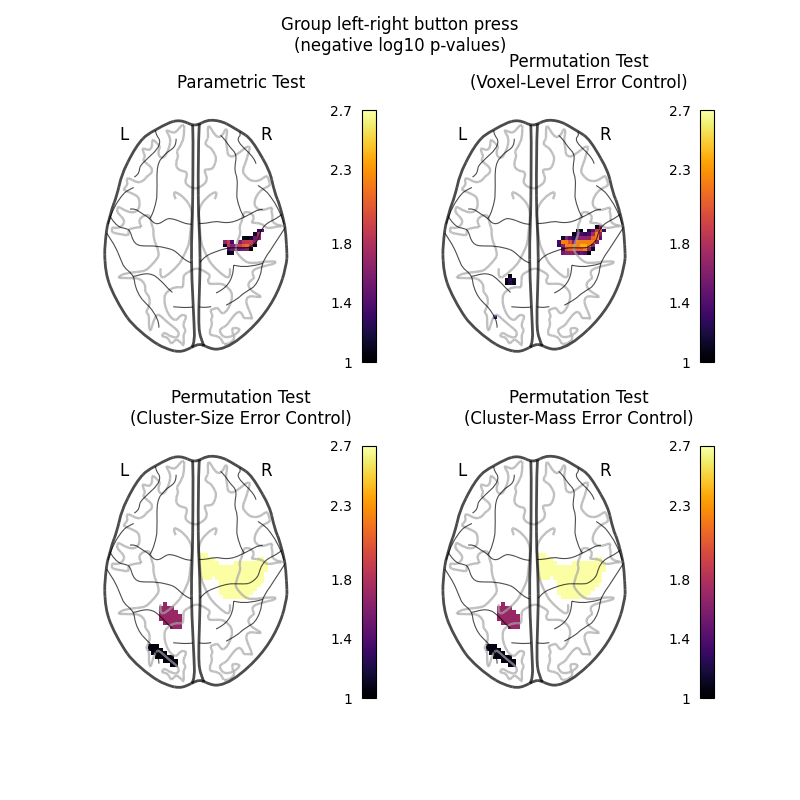 Group left-right button press
(negative log10 p-values)
Parametric Test
L
R
2.7
2.3
1.8
1.4
1
Permutation Test
(Voxel-Level Error Control)
L
R
2.7
2.3
1.8
1.4
1
Permutation Test
(Cluster-Size Error Control)
L
R
2.7
2.3
1.8
1.4
1
Permutation Test
(Cluster-Mass Error Control)
L
R
2.7
2.3
1.8
1.4
1